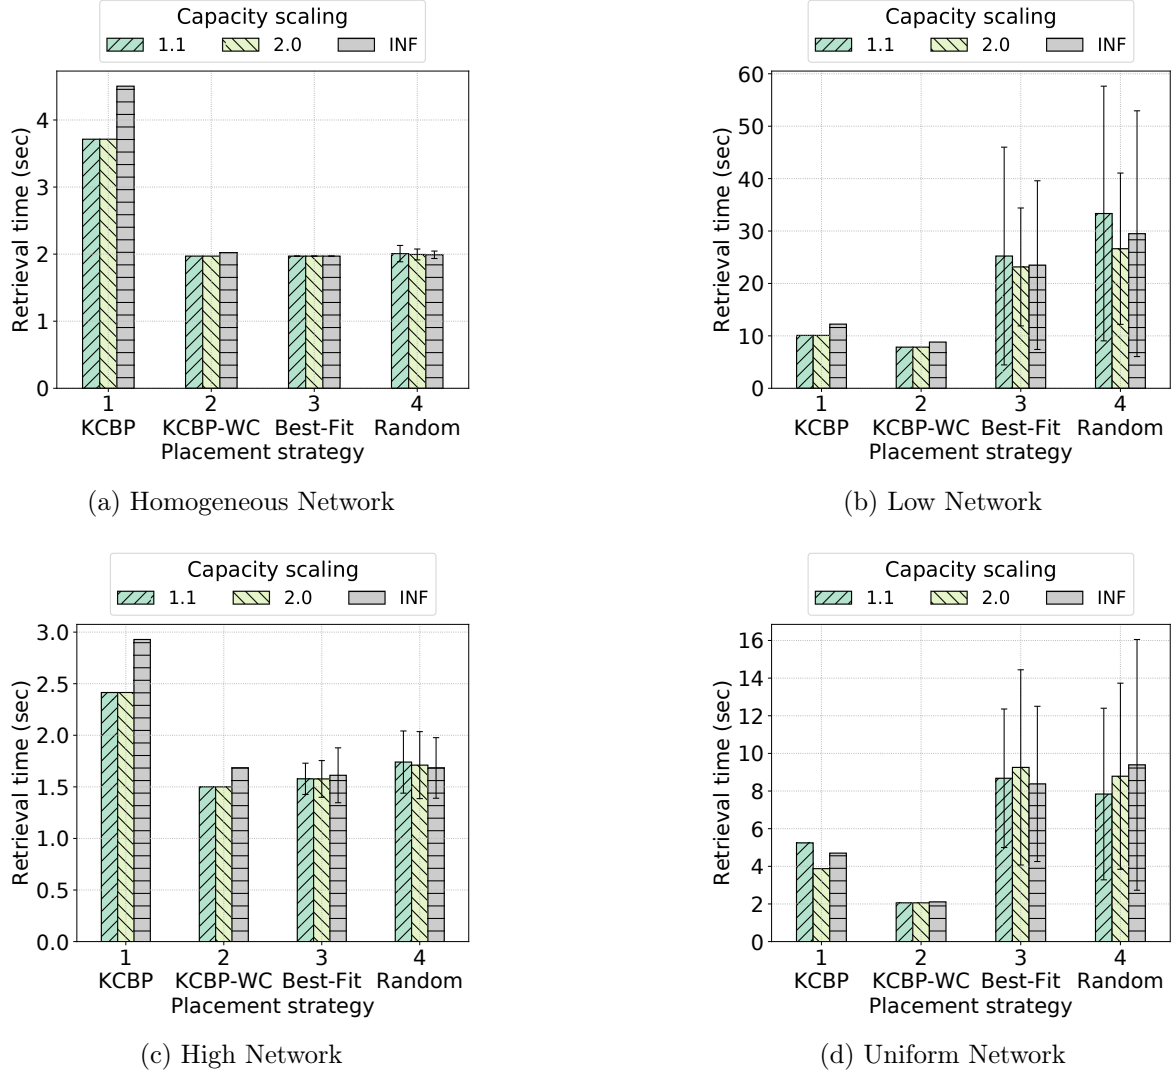 Capacity scaling
1.1 2.0 INF
Retrieval time (sec)
4
3
2
1
0
1 2 3 4
KCBP KCBP-WC Best-Fit Random
Placement strategy
(a) Homogeneous Network
Capacity scaling
1.1 2.0 INF
Retrieval time (sec)
60
50
40
30
20
10
0
1 2 3 4
KCBP KCBP-WC Best-Fit Random
Placement strategy
(b) Low Network
Capacity scaling
1.1 2.0 INF
Retrieval time (sec)
3.0
2.5
2.0
1.5
1.0
0.5
0.0
1 2 3 4
KCBP KCBP-WC Best-Fit Random
Placement strategy
(c) High Network
Capacity scaling
1.1 2.0 INF
Retrieval time (sec)
16
14
12
10
8
6
4
2
0
1 2 3 4
KCBP KCBP-WC Best-Fit Random
Placement strategy
(d) Uniform Network